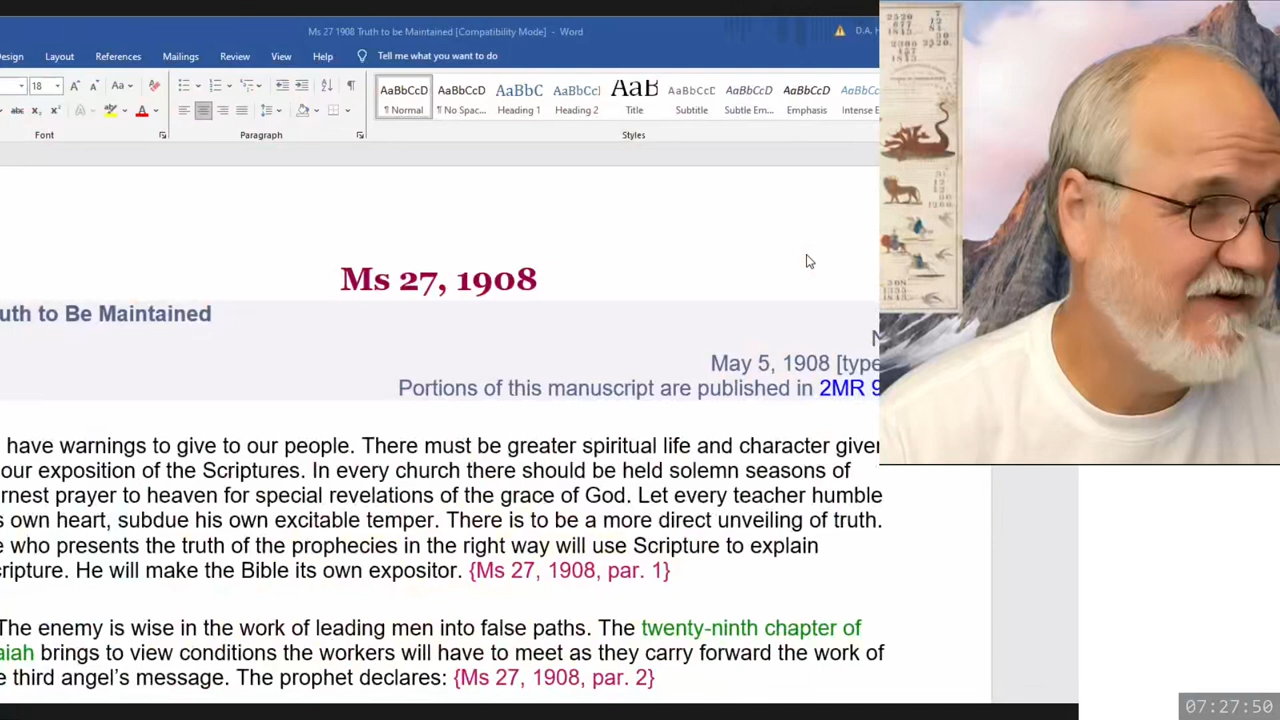 Ms 27 1908 Truth to be Maintained [Compatibility Mode] - Word
D.A. H
esign Layout References Mailings Review View Help Tell me what you want to do
18 Aa
abc x₂ x² A A
AaBbCcD AaBbCcD AaBbC AaBbCcI AaB AaBbCcD AaBbCcD AaBbCcD AaBbCcD
¶ Normal ¶ No Spac... Heading 1 Heading 2 Title Subtitle Subtle Em... Emphasis Intense E
Font Paragraph Styles
Ms 27, 1908
uth to Be Maintained
May 5, 1908 [type
Portions of this manuscript are published in 2MR 9
have warnings to give to our people. There must be greater spiritual life and character given
our exposition of the Scriptures. In every church there should be held solemn seasons of
rnest prayer to heaven for special revelations of the grace of God. Let every teacher humble
s own heart, subdue his own excitable temper. There is to be a more direct unveiling of truth.
e who presents the truth of the prophecies in the right way will use Scripture to explain
cripture. He will make the Bible its own expositor. {Ms 27, 1908, par. 1}
The enemy is wise in the work of leading men into false paths. The twenty-ninth chapter of
aiah brings to view conditions the workers will have to meet as they carry forward the work of
e third angel's message. The prophet declares: {Ms 27, 1908, par. 2}
07:27:50